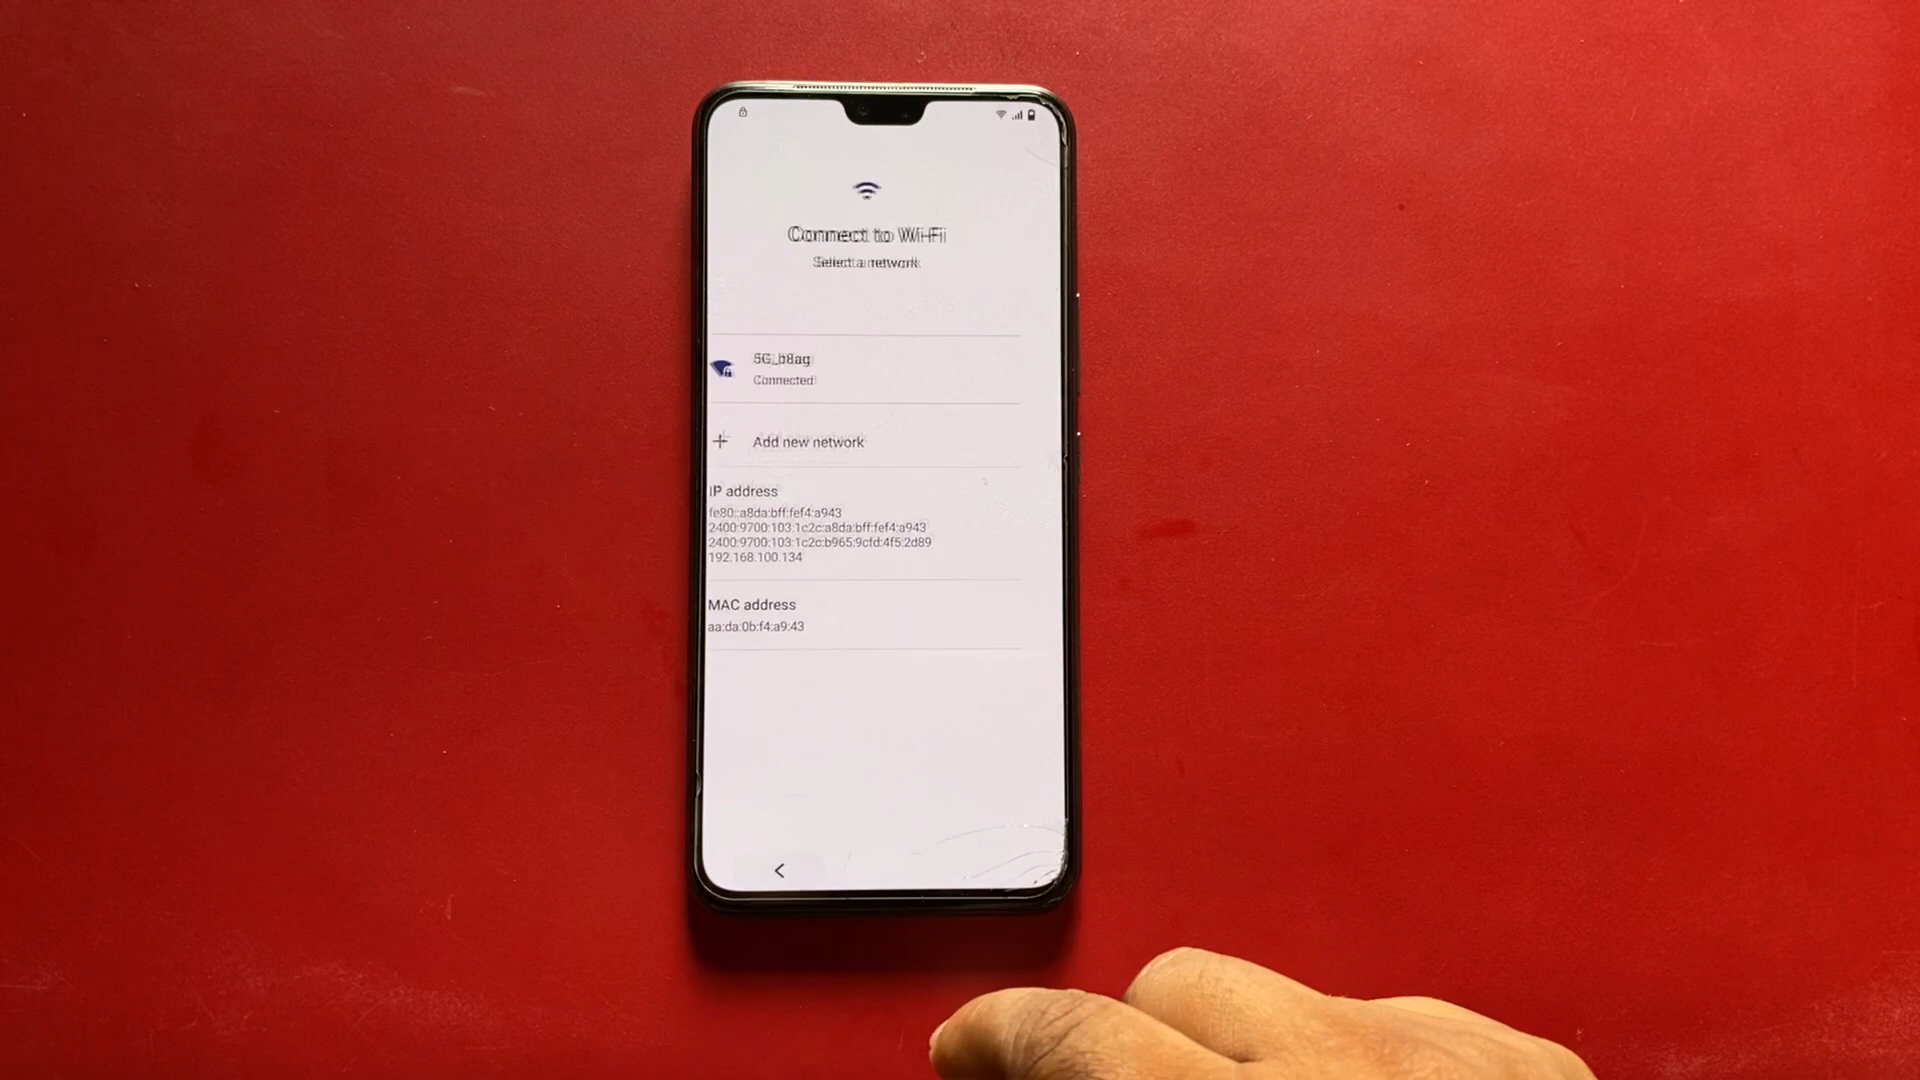 Connect to Wi-Fi
Select a network
Connected
Add new network
IP address
fe80::a8da:bff:fef4:a943
2400:9700:103:1c2c:a8da:bff:fef4:a943
2400:9700:103:1c2c:b965:9cfd:4f5:2d89
192.168.100.134
MAC address
aa:da:0b:f4:a9:43